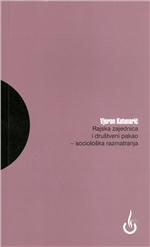 Vjeran Katunarić
Rajska zajednica
i društveni pakao
– sociološka razmatranja